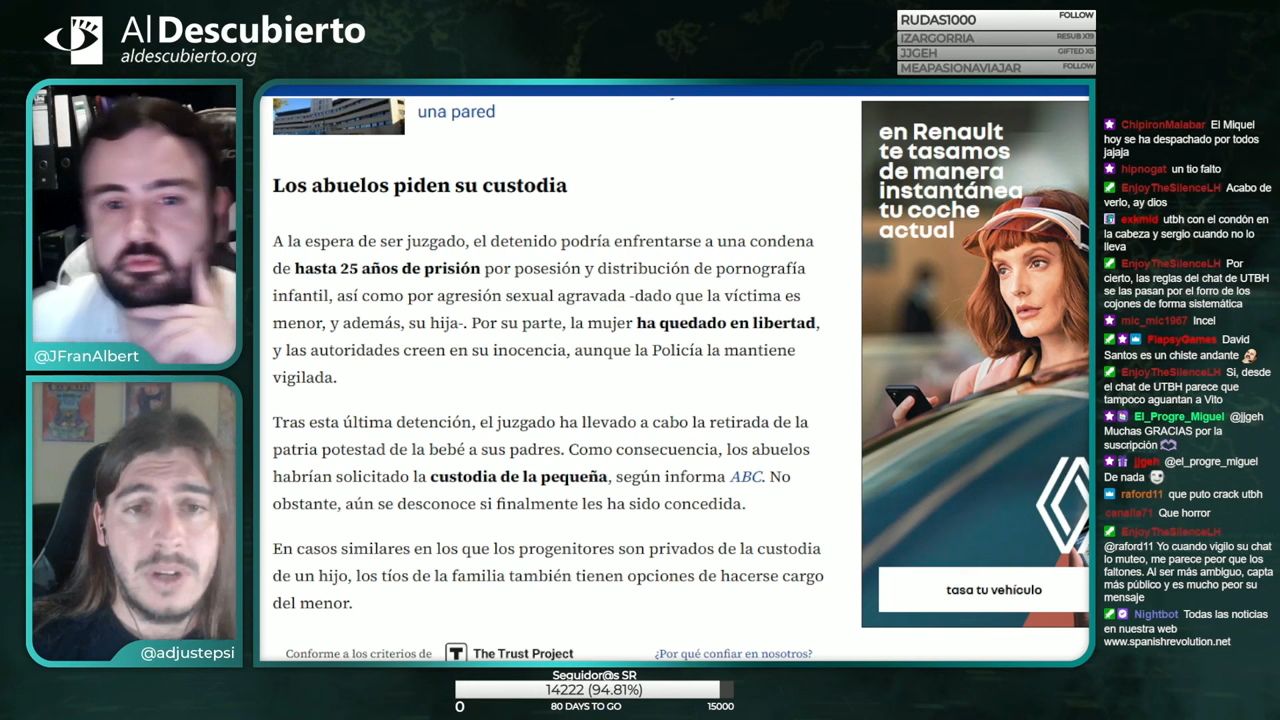 Al Descubierto
aldescubierto.org
RUDAS1000 FOLLOW
IZARGORRIA RESUB X19
JJGEH GIFTED X5
MEAPASIONAVIAJAR FOLLOW
@JFranAlbert
@adjustepsi
una pared
Los abuelos piden su custodia
A la espera de ser juzgado, el detenido podría enfrentarse a una condena
de hasta 25 años de prisión por posesión y distribución de pornografía
infantil, así como por agresión sexual agravada -dado que la víctima es
menor, y además, su hija-. Por su parte, la mujer ha quedado en libertad,
y las autoridades creen en su inocencia, aunque la Policía la mantiene
vigilada.
Tras esta última detención, el juzgado ha llevado a cabo la retirada de la
patria potestad de la bebé a sus padres. Como consecuencia, los abuelos
habrían solicitado la custodia de la pequeña, según informa ABC. No
obstante, aún se desconoce si finalmente les ha sido concedida.
En casos similares en los que los progenitores son privados de la custodia
de un hijo, los tíos de la familia también tienen opciones de hacerse cargo
del menor.
Conforme a los criterios de T The Trust Project ¿Por qué confiar en nosotros?
en Renault
te tasamos
de manera
instantánea
tu coche
actual
tasa tu vehículo
ChipironMalabar El Miquel
hoy se ha despachado por todos
jajaja
hipnogat un tio falto
EnjoyTheSilenceLH Acabo de
verlo, ay dios
exkmid utbh con el condón en
la cabeza y sergio cuando no lo
lleva
EnjoyTheSilenceLH Por
cierto, las reglas del chat de UTBH
se las pasan por el forro de los
cojones de forma sistemática
mic_mic1967 Incel
FlapsyGames David
Santos es un chiste andante
EnjoyTheSilenceLH Si, desde
el chat de UTBH parece que
tampoco aguantan a Vito
El_Progre_Miguel @jjgeh
Muchas GRACIAS por la
suscripción
jjgeh @el_progre_miguel
De nada
raford11 que puto crack utbh
canalla71 Que horror
EnjoyTheSilenceLH
@raford11 Yo cuando vigilo su chat
lo muteo, me parece peor que los
faltones. Al ser más ambiguo, capta
más público y es mucho peor su
mensaje
Nightbot Todas las noticias
en nuestra web
www.spanishrevolution.net
Seguidor@s SR
14222 (94.81%)
0 80 DAYS TO GO 15000